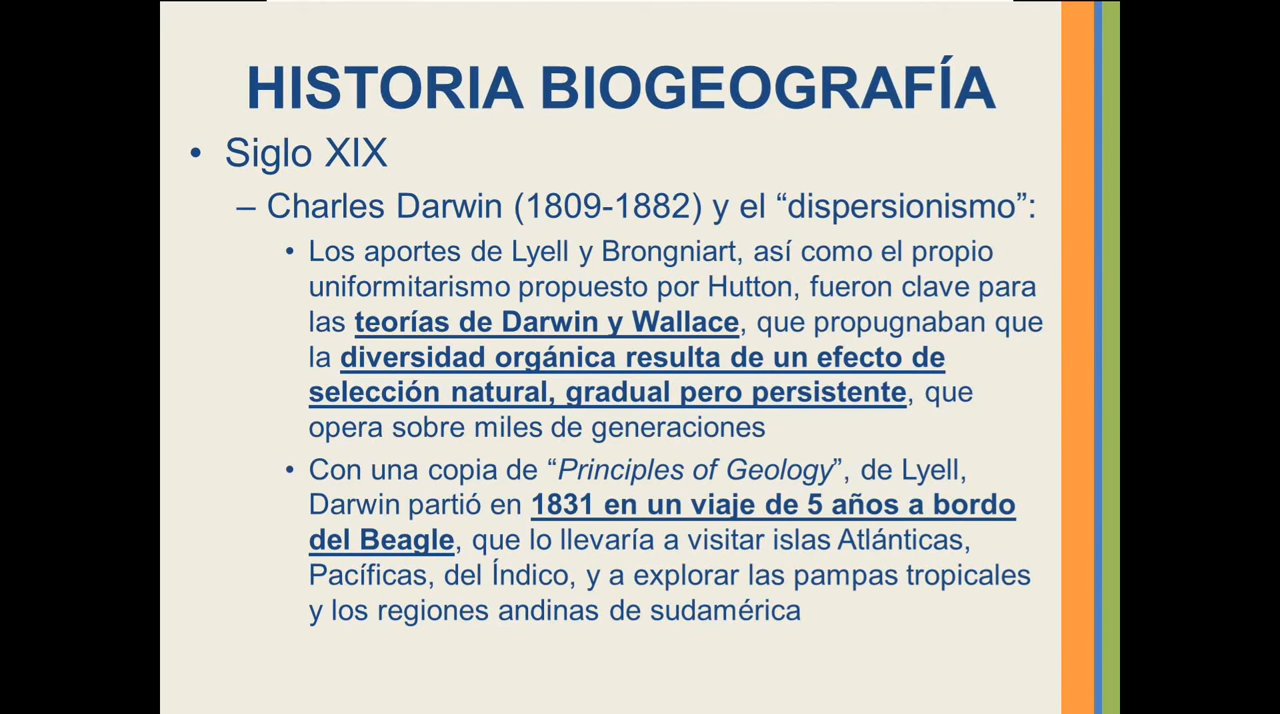 HISTORIA BIOGEOGRAFÍA
• Siglo XIX
– Charles Darwin (1809-1882) y el “dispersionismo”:
• Los aportes de Lyell y Brongniart, así como el propio
uniformitarismo propuesto por Hutton, fueron clave para
las teorías de Darwin y Wallace, que propugnaban que
la diversidad orgánica resulta de un efecto de
selección natural, gradual pero persistente, que
opera sobre miles de generaciones
• Con una copia de “Principles of Geology”, de Lyell,
Darwin partió en 1831 en un viaje de 5 años a bordo
del Beagle, que lo llevaría a visitar islas Atlánticas,
Pacíficas, del Índico, y a explorar las pampas tropicales
y los regiones andinas de sudamérica